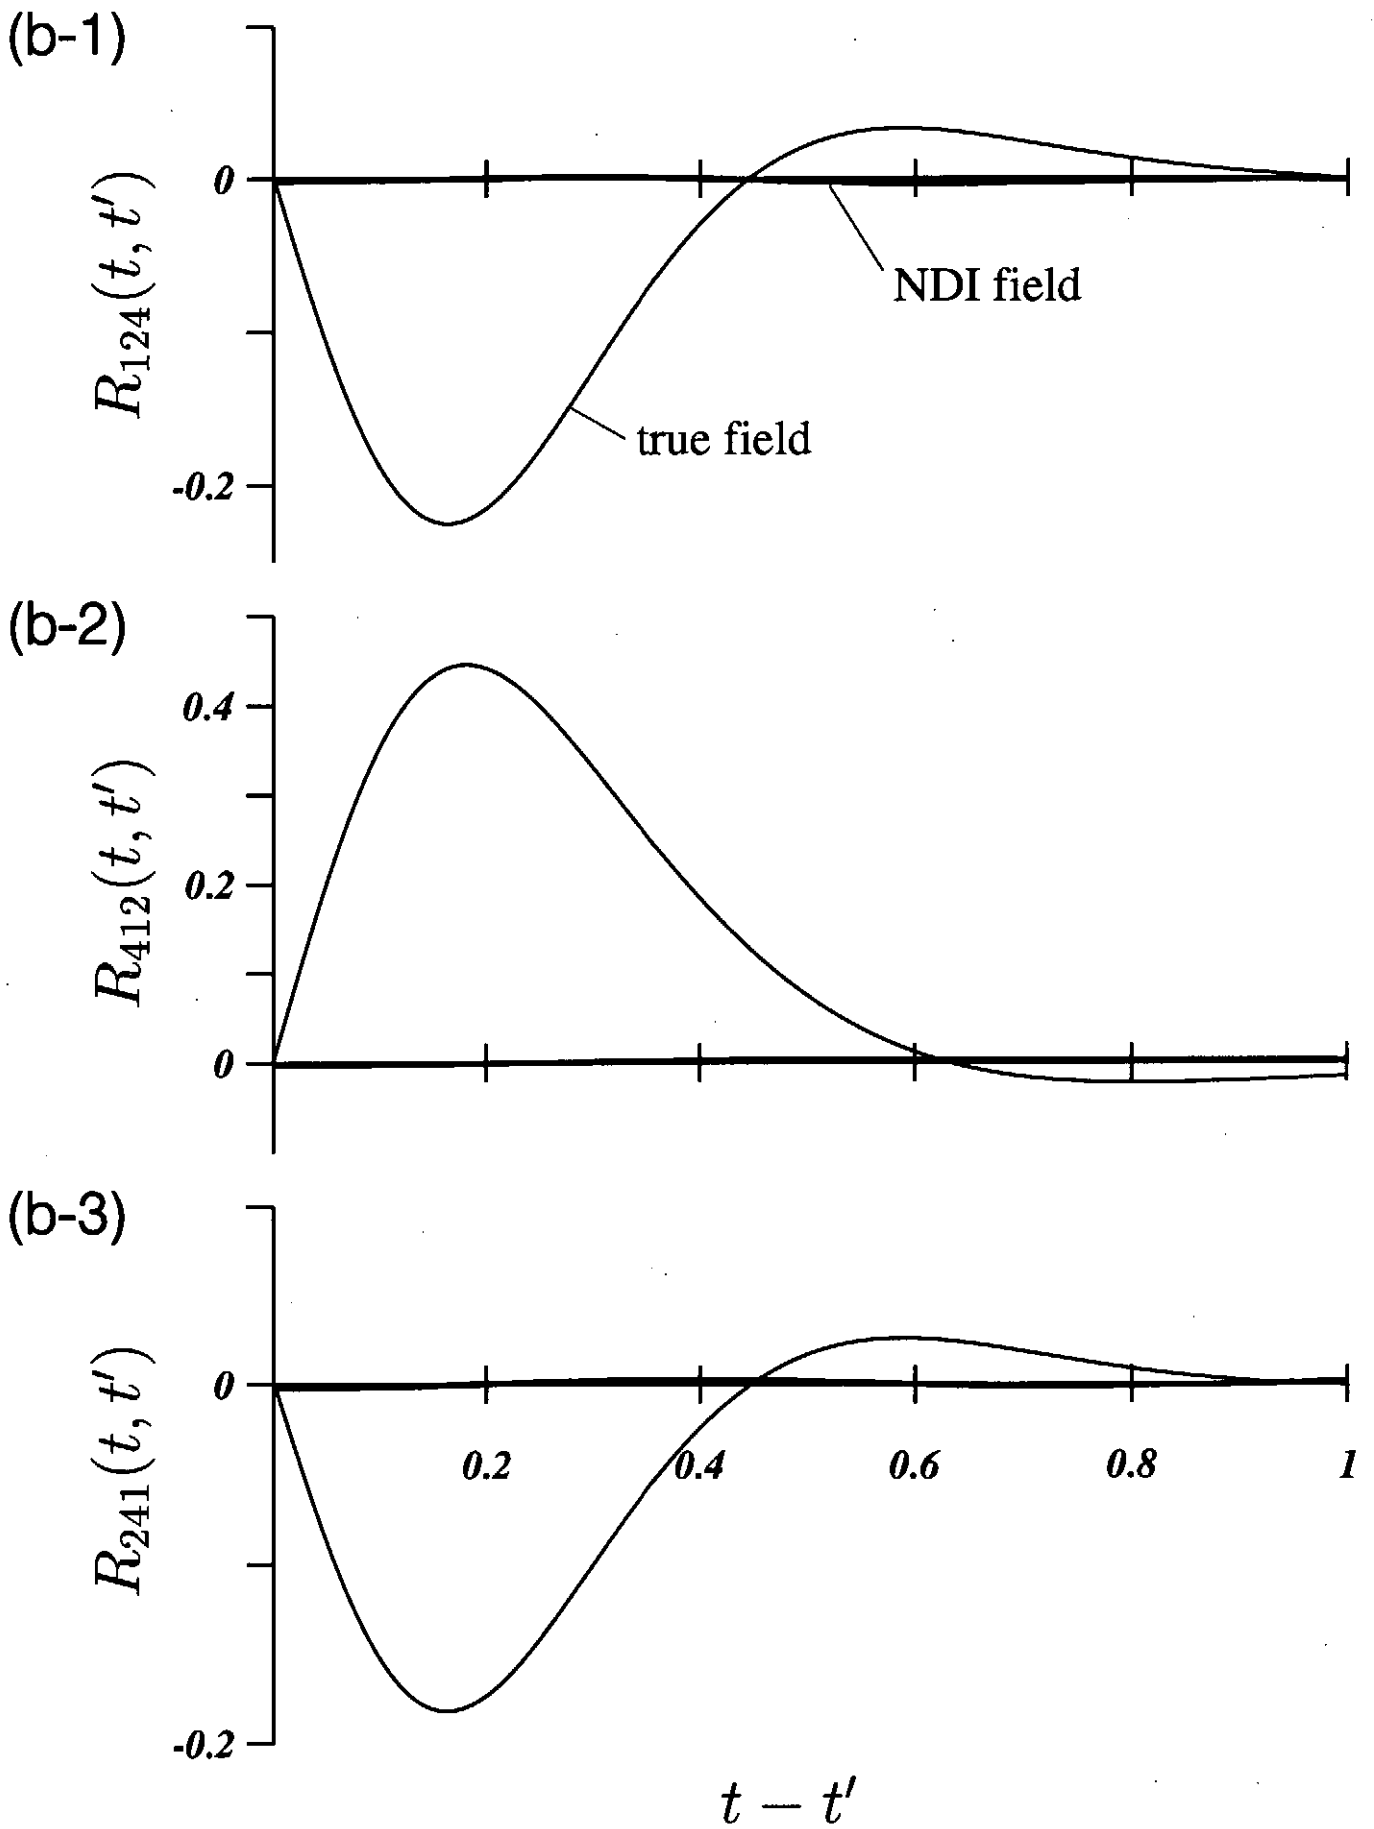 (b-1)
0
R₁₂₄(t, t′)
NDI field
true field
-0.2
(b-2)
0.4
R₄₁₂(t, t′)
0.2
0
(b-3)
0
R₂₄₁(t, t′)
0.2 0.4 0.6 0.8 1
-0.2
t − t′